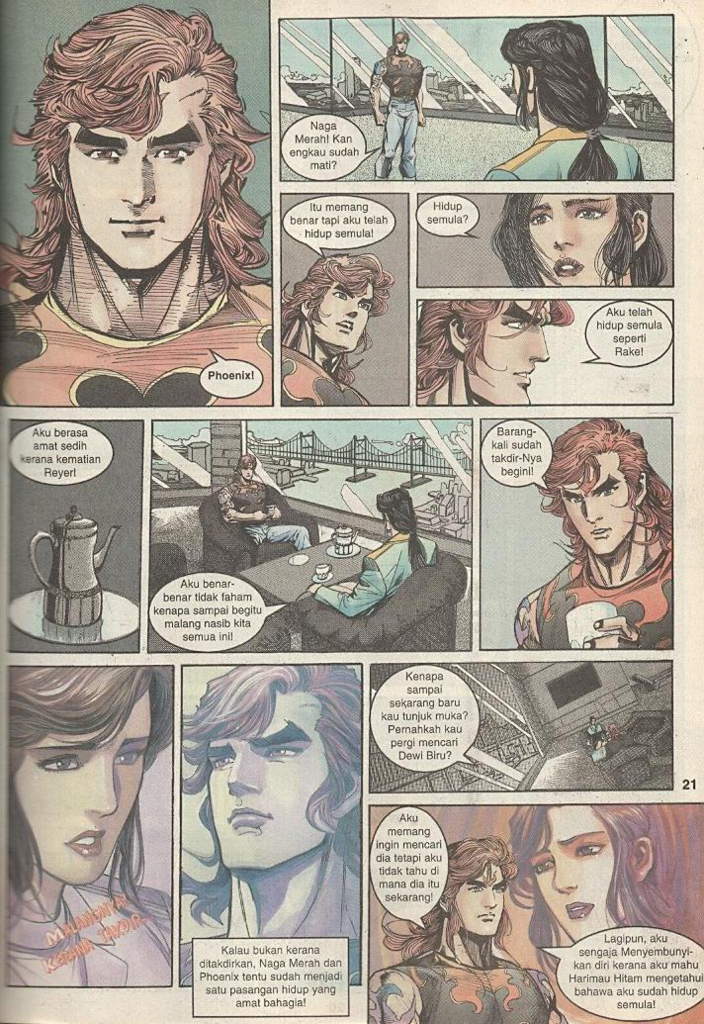 Phoenix!
Naga
Merah! Kan
engkau sudah
mati?
Itu memang
benar tapi aku telah
hidup semula!
Hidup
semula?
Aku telah
hidup semula
seperti
Rake!
Aku berasa
amat sedih
kerana kematian
Reyer!
Aku benar-
benar tidak faham
kenapa sampai begitu
malang nasib kita
semua ini!
Barang-
kali sudah
takdir-Nya
begini!
KERANA TAKDIR..
Kalau bukan kerana
ditakdirkan, Naga Merah dan
Phoenix tentu sudah menjadi
satu pasangan hidup yang
amat bahagia!
Kenapa
sampai
sekarang baru
kau tunjuk muka?
Pernahkah kau
pergi mencari
Dewi Biru?
21
Aku
memang
ingin mencari
dia tetapi aku
tidak tahu di
mana dia itu
sekarang!
Lagipun, aku
sengaja Menyembunyi-
kan diri kerana aku mahu
Harimau Hitam mengetahui
bahawa aku sudah hidup
semula!